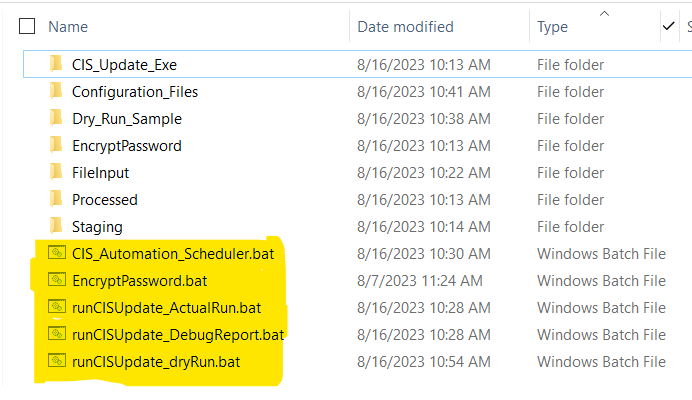 Name Date modified Type S
CIS_Update_Exe 8/16/2023 10:13 AM File folder
Configuration_Files 8/16/2023 10:41 AM File folder
Dry_Run_Sample 8/16/2023 10:38 AM File folder
EncryptPassword 8/16/2023 10:13 AM File folder
FileInput 8/16/2023 10:22 AM File folder
Processed 8/16/2023 10:13 AM File folder
Staging 8/16/2023 10:14 AM File folder
CIS_Automation_Scheduler.bat 8/16/2023 10:30 AM Windows Batch File
EncryptPassword.bat 8/7/2023 11:24 AM Windows Batch File
runCISUpdate_ActualRun.bat 8/16/2023 10:28 AM Windows Batch File
runCISUpdate_DebugReport.bat 8/16/2023 10:28 AM Windows Batch File
runCISUpdate_dryRun.bat 8/16/2023 10:54 AM Windows Batch File